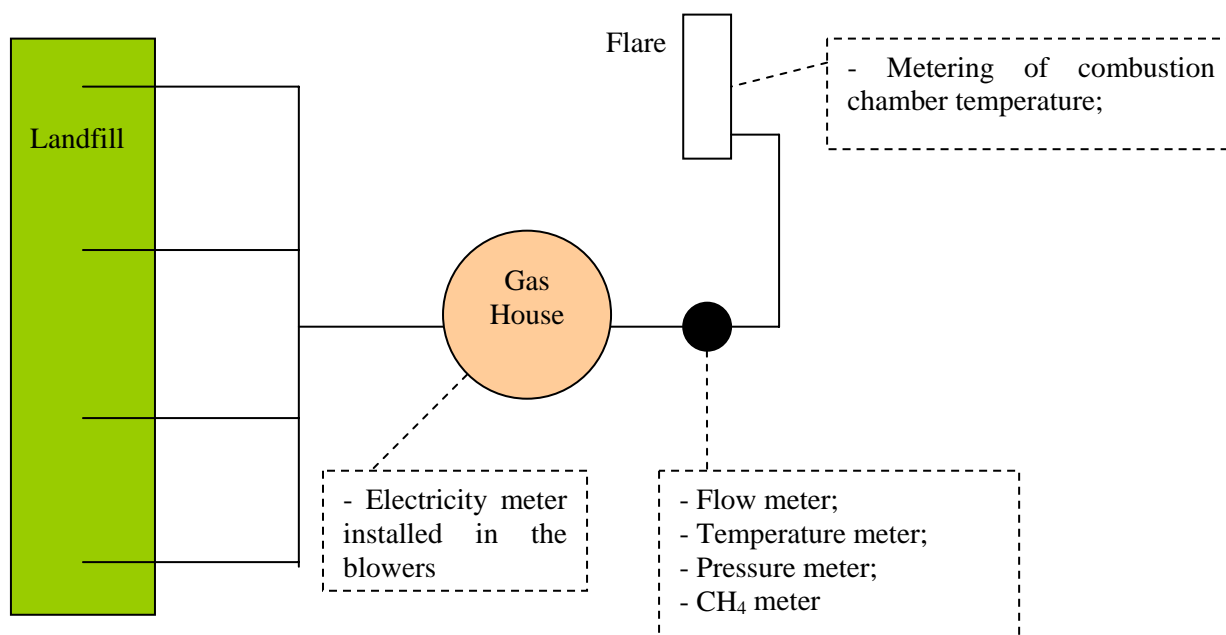 Flare
- Metering of combustion
chamber temperature;
Landfill
Gas
House
- Electricity meter
installed in the
blowers
- Flow meter;
- Temperature meter;
- Pressure meter;
- CH₄ meter